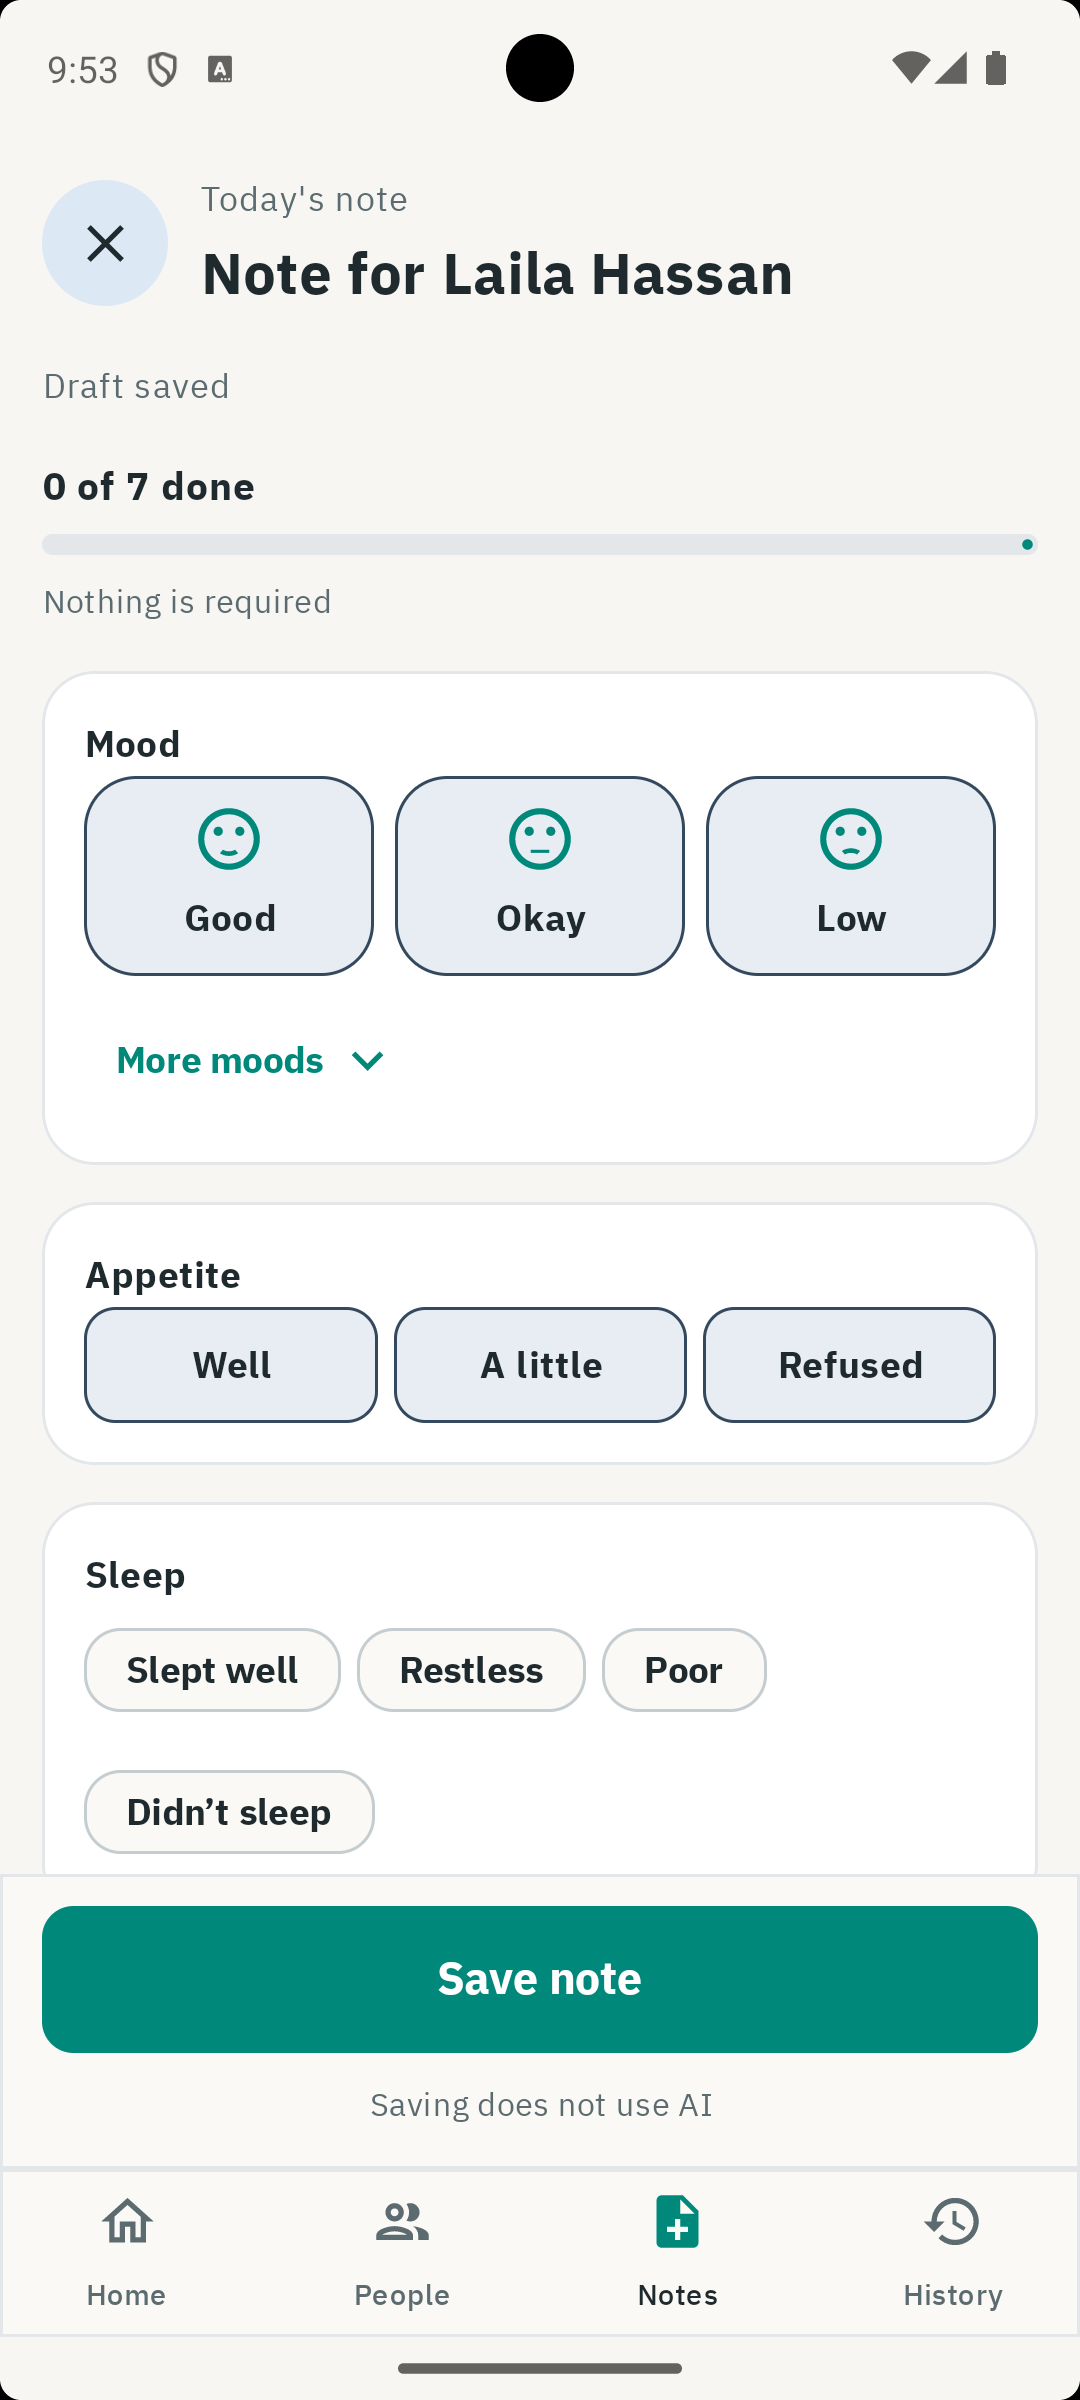 9:53
Today's note
Note for Laila Hassan
Draft saved
0 of 7 done
Nothing is required
Mood
Good
Okay
Low
More moods
Appetite
Well
A little
Refused
Sleep
Slept well
Restless
Poor
Didn’t sleep
Save note
Saving does not use AI
Home
People
Notes
History